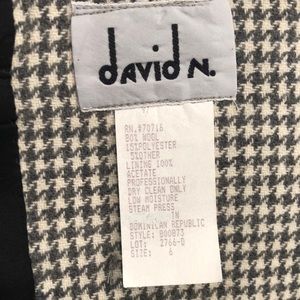 david n.
RN.#70716
80% WOOL
15%POLYESTER
5%OTHER
LINING 100%
ACETATE
PROFESSIONALLY
DRY CLEAN ONLY
LOW MOISTURE
STEAM PRESS
IN
DOMINICAN REPUBLIC
STYLE: B00873
LOT: 2766-D
SIZE: 6